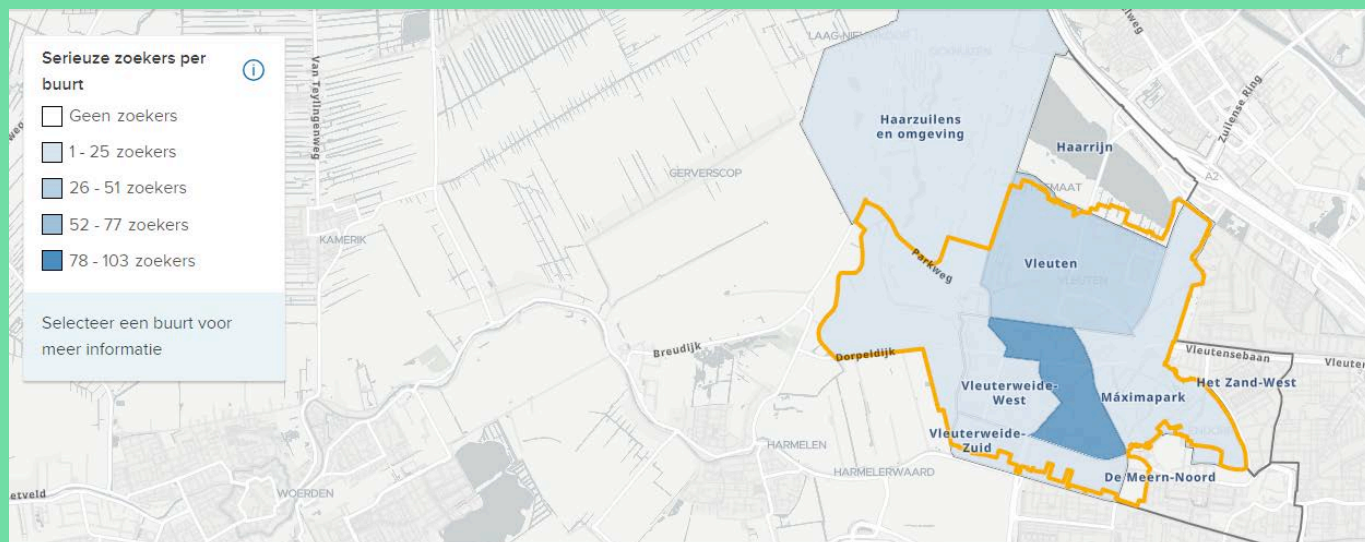 Serieuze zoekers per
buurt
Geen zoekers
1 - 25 zoekers
26 - 51 zoekers
52 - 77 zoekers
78 - 103 zoekers
Selecteer een buurt voor
meer informatie
Van Teylingenweg
KAMERIK
GERVERSCOP
Haarzuilens
en omgeving
Haarrijn
Zuilense Ring
A2
Parkweg
Vleuten
VLEUTEN
Breudijk
Dorpeldijk
Vleutensebaan
Vleuterweide-
West
Máximapark
Het Zand-West
Vleuterweide-
Zuid
HARMELEN
HARMELERWAARD
De Meern-Noord
WOERDEN